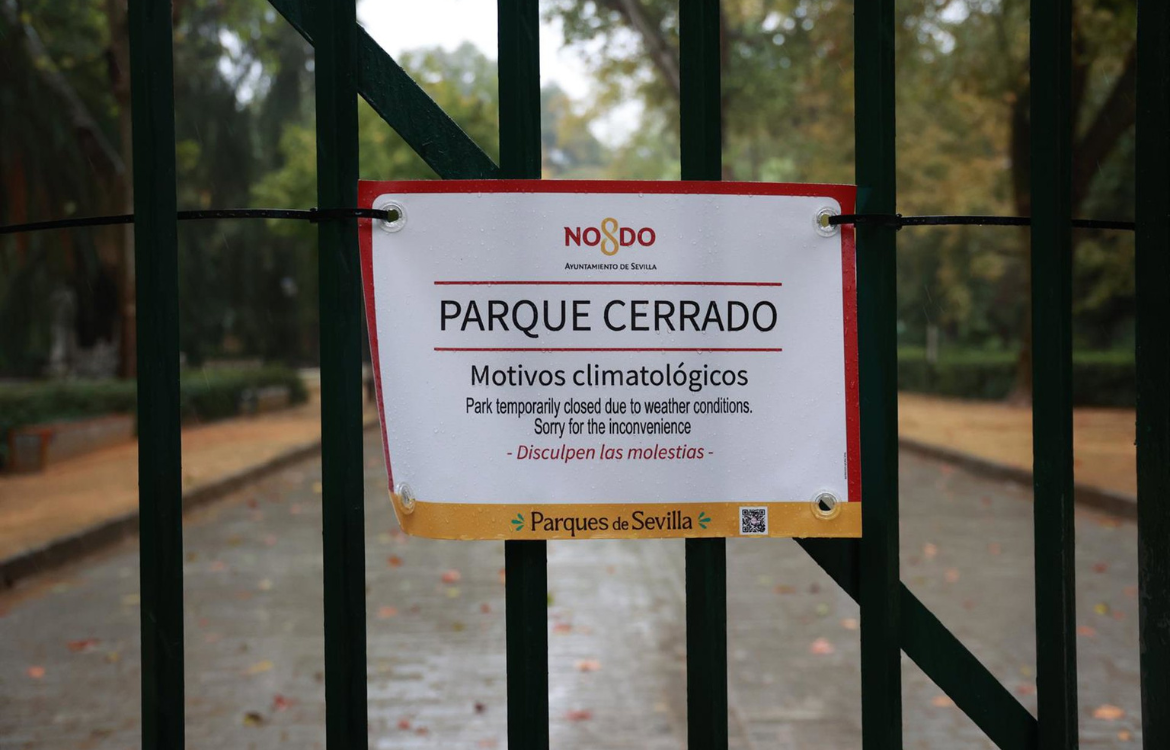 NO8DO
AYUNTAMIENTO DE SEVILLA
PARQUE CERRADO
Motivos climatológicos
Park temporarily closed due to weather conditions.
Sorry for the inconvenience
- Disculpen las molestias -
Parques de Sevilla